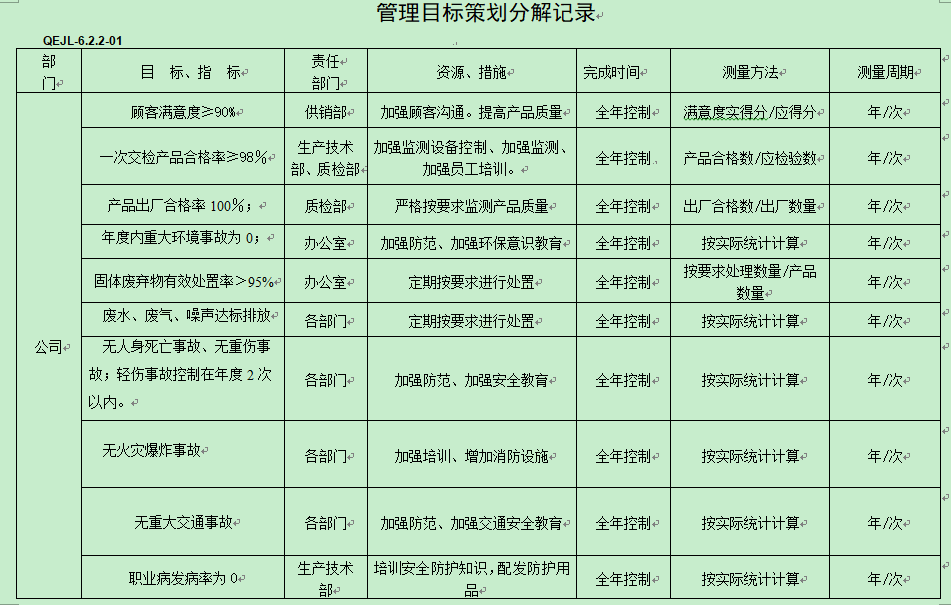 管理目标策划分解记录
QEJL-6.2.2-01
部
门
目 标、指 标
责任
部门
资源、措施
完成时间
测量方法
测量周期
公司
顾客满意度≥90%
供销部
加强顾客沟通。提高产品质量
全年控制
满意度实得分/应得分
年/次
一次交检产品合格率≥98%
生产技术
部、质检部
加强监测设备控制、加强监测、
加强员工培训。
全年控制
产品合格数/应检验数
年/次
产品出厂合格率 100%；
质检部
严格按要求监测产品质量
全年控制
出厂合格数/出厂数量
年/次
年度内重大环境事故为 0；
办公室
加强防范、加强环保意识教育
全年控制
按实际统计计算
年/次
固体废弃物有效处置率＞95%
办公室
定期按要求进行处置
全年控制
按要求处理数量/产品
数量
年/次
废水、废气、噪声达标排放
各部门
定期按要求进行处置
全年控制
按实际统计计算
年/次
无人身死亡事故、无重伤事
故；轻伤事故控制在年度 2 次
以内。
各部门
加强防范、加强安全教育
全年控制
按实际统计计算
年/次
无火灾爆炸事故
各部门
加强培训、增加消防设施
全年控制
按实际统计计算
年/次
无重大交通事故
各部门
加强防范、加强交通安全教育
全年控制
按实际统计计算
年/次
职业病发病率为 0
生产技术
部
培训安全防护知识，配发防护用
品
全年控制
按实际统计计算
年/次